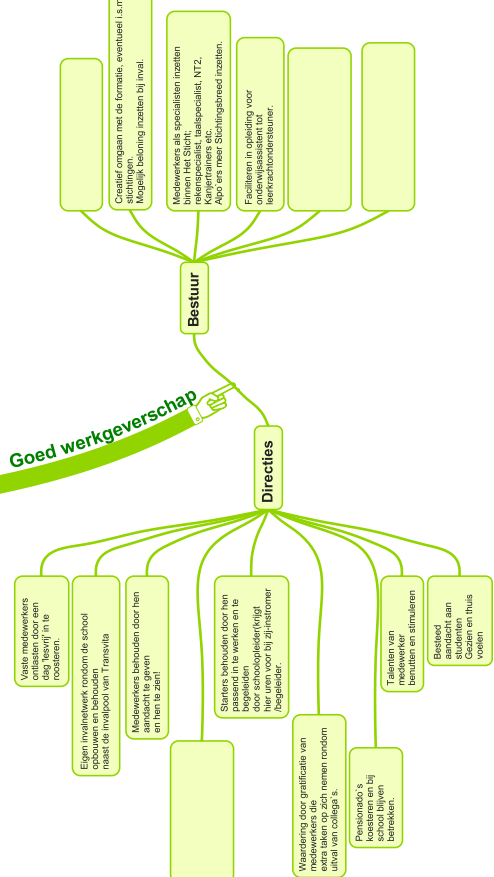 Creatief omgaan met de formatie, eventueel i.s.m
stichtingen.
Mogelijk beloning inzetten bij inval.
Medewerkers als specialisten inzetten
binnen Het Sticht;
rekenspecialist, taalspecialist, NT2,
Kanjertrainers etc.
Alpo´ers meer Stichtingsbreed inzetten.
Faciliteren in opleiding voor
onderwijsassistent tot
leerkrachtondersteuner.
Bestuur
Goed werkgeverschap
Directies
Vaste medewerkers
ontlasten door een
dag 'lesvrij' in te
roosteren.
Eigen invalnetwerk rondom de school
opbouwen en behouden
naast de invalpool van Transvita
Medewerkers behouden door hen
aandacht te geven
en hen te zien!
Starters behouden door hen
passend in te werken en te
begeleiden
door schoolopleider(krijgt
hier uren voor bij zij-instromer
/begeleider.
Waardering door gratificatie van
medewerkers die
extra taken op zich nemen rondom
uitval van collega´s.
Pensionado´s
koesteren en bij
school blijven
betrekken.
Talenten van
medewerker
benutten en stimuleren
Besteed
aandacht aan
studenten
Gezien en thuis
voelen